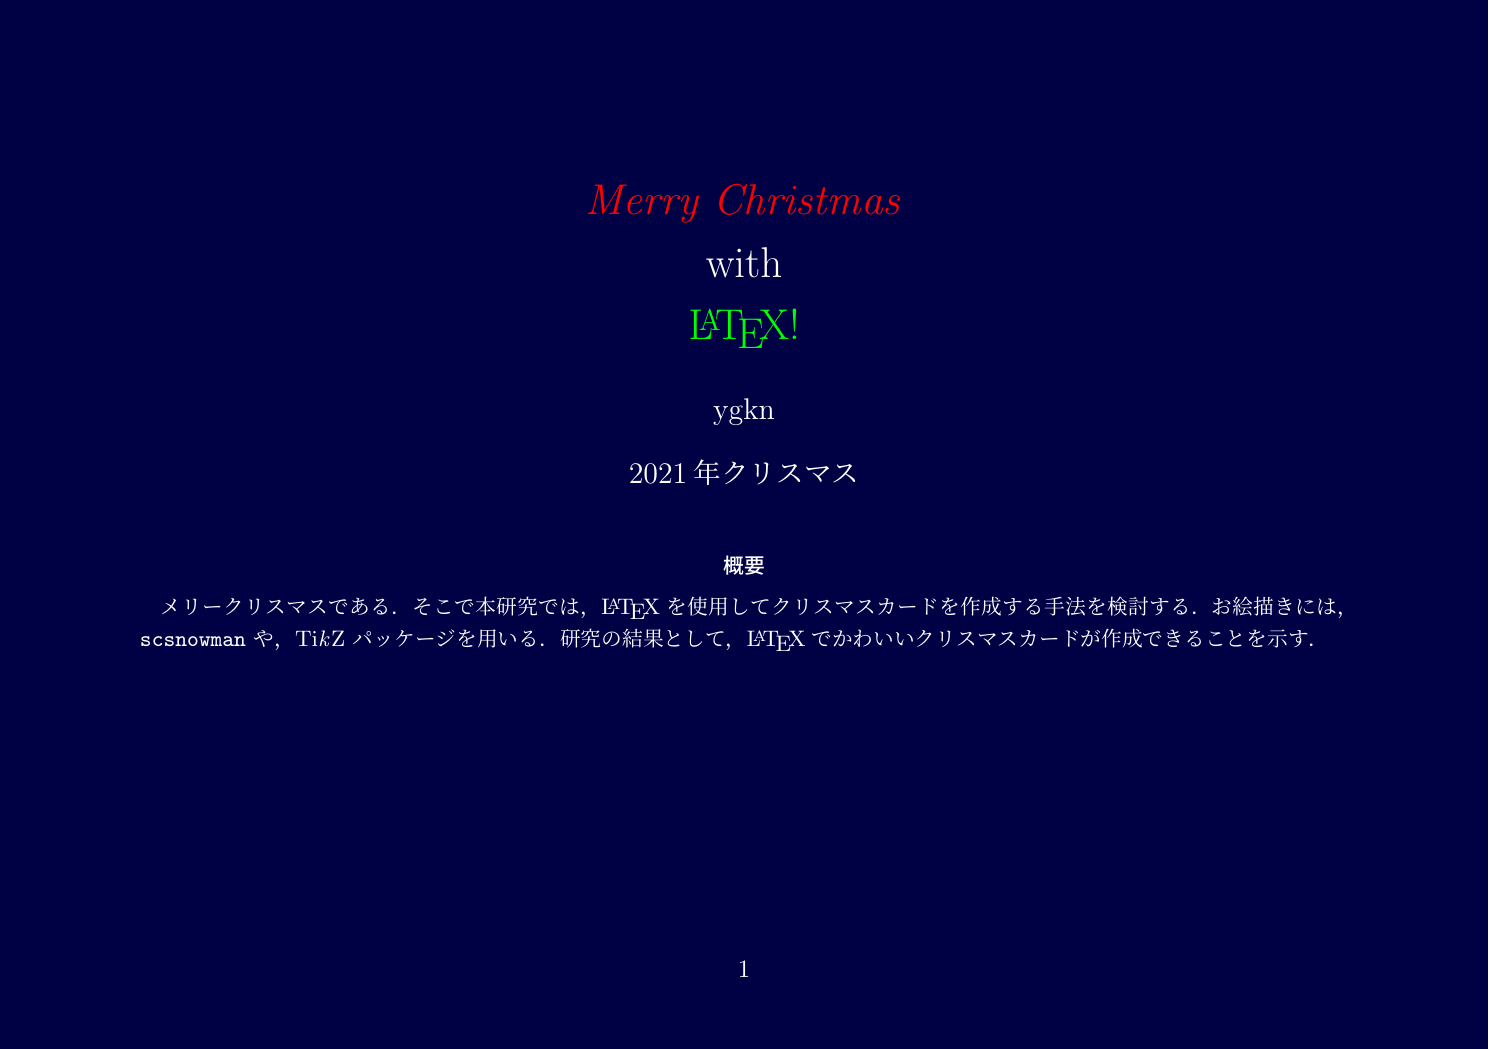 Merry Christmas
with
LATEX!
ygkn
2021 年クリスマス
概要
メリークリスマスである．そこで本研究では，LATEX を使用してクリスマスカードを作成する手法を検討する．お絵描きには，
scsnowman や，TikZ パッケージを用いる．研究の結果として，LATEX でかわいいクリスマスカードが作成できることを示す．
1